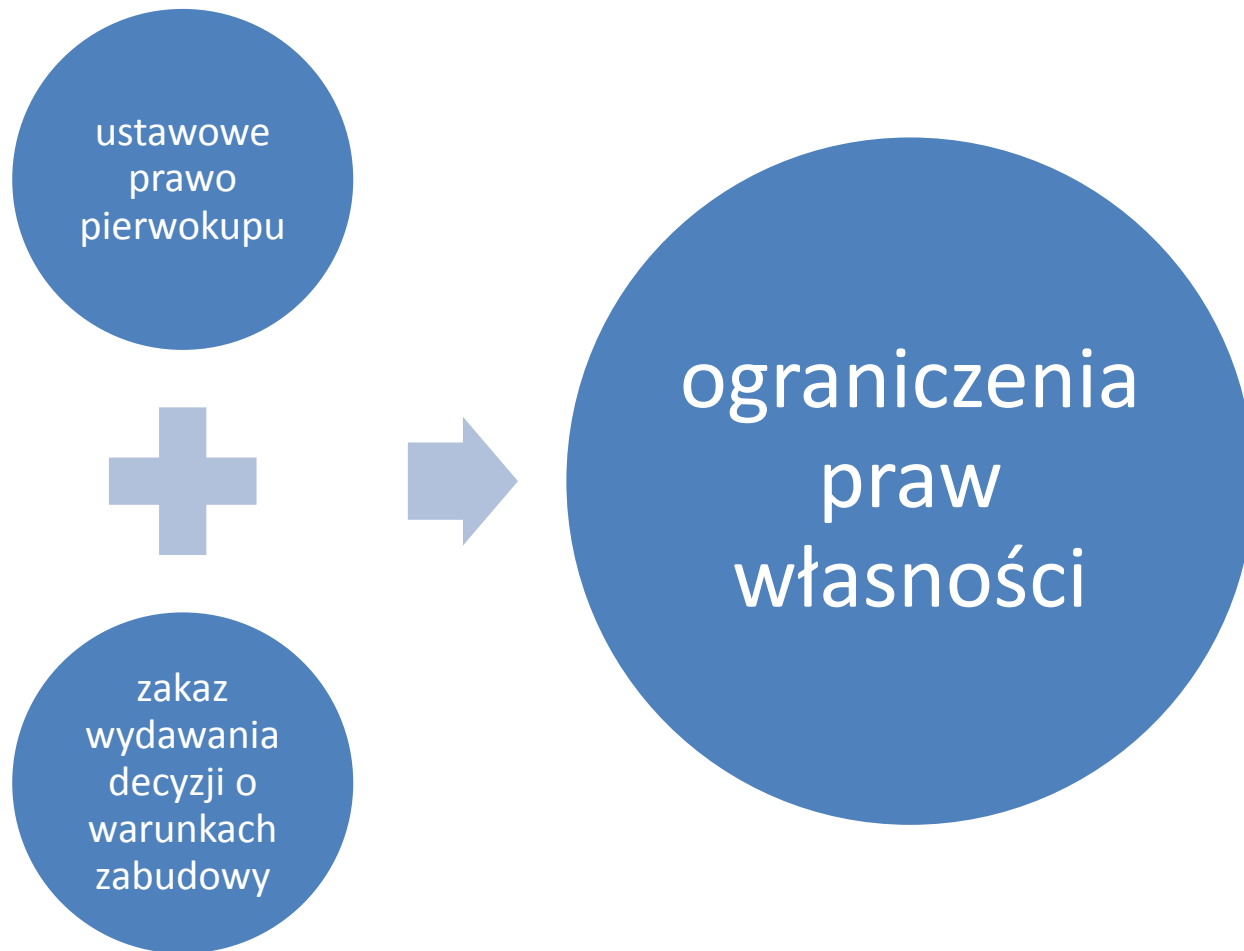 ustawowe
prawo
pierwokupu
zakaz
wydawania
decyzji o
warunkach
zabudowy
ograniczenia
praw
własności